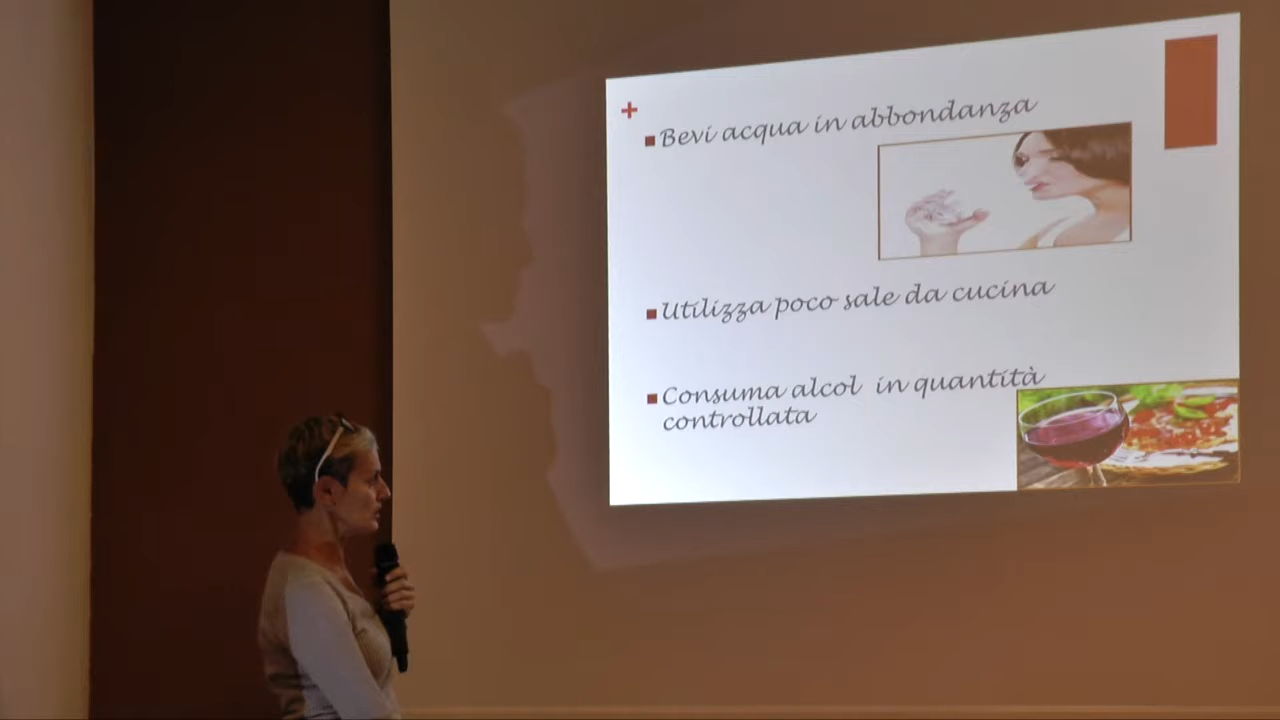 Bevi acqua in abbondanza
Utilizza poco sale da cucina
Consuma alcol in quantità
controllata